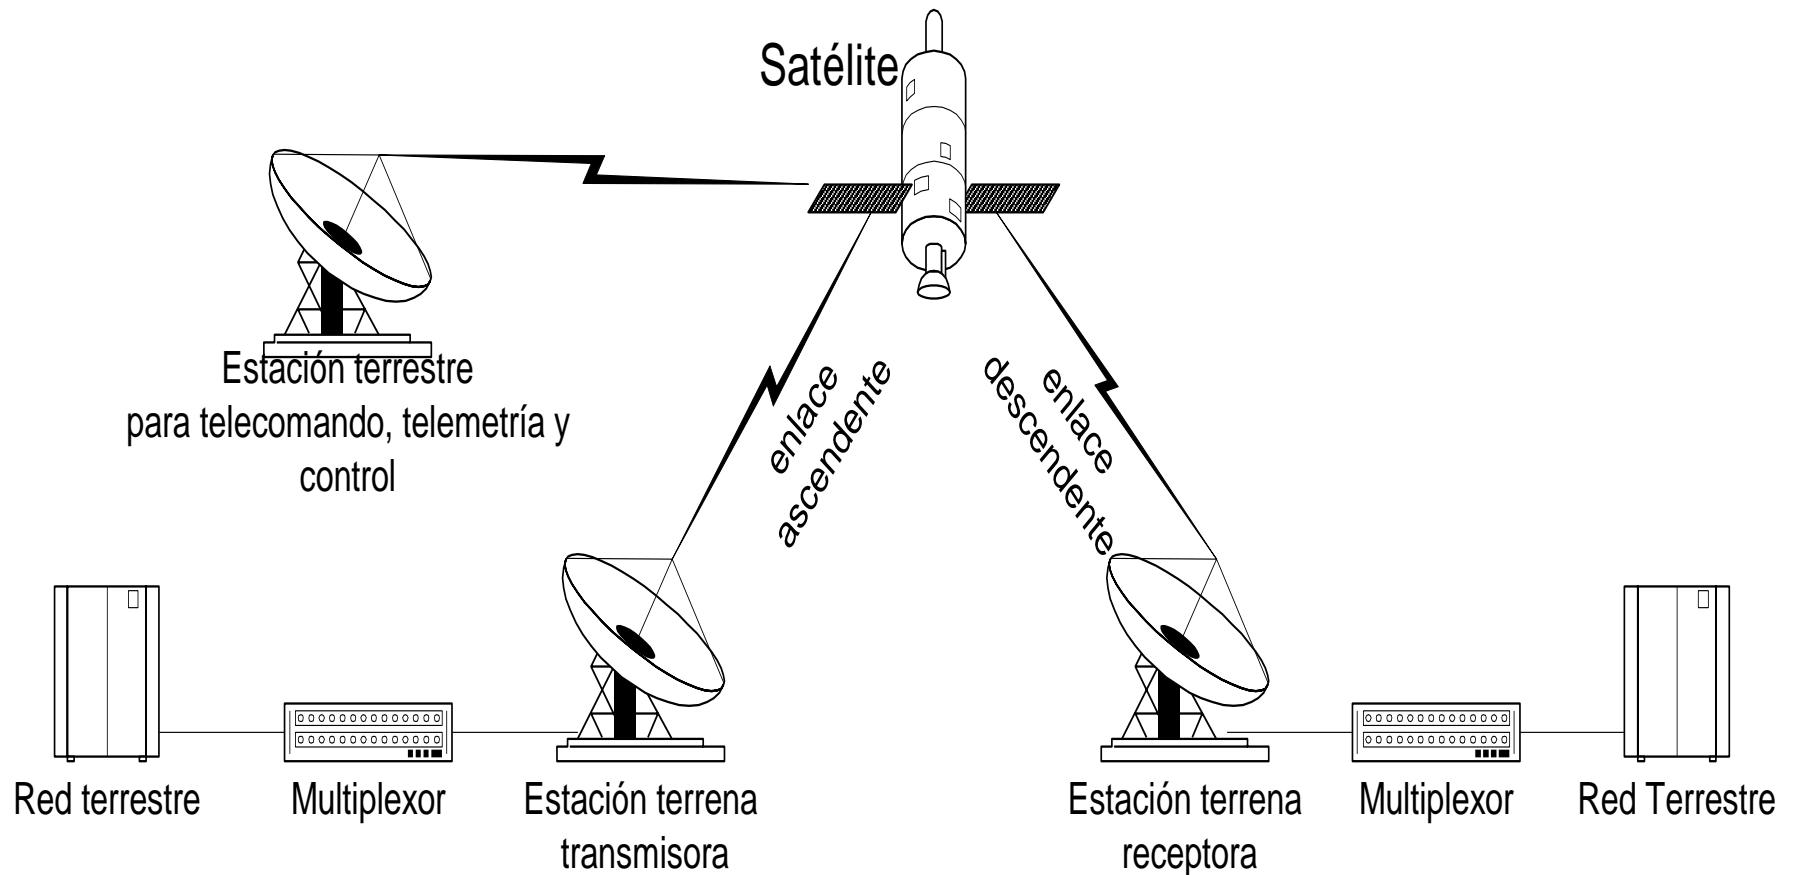 Satélite
Estación terrestre
para telecomando, telemetría y
control
enlace
ascendente
enlace
descendente
Red terrestre
Multiplexor
Estación terrena
transmisora
Estación terrena
receptora
Multiplexor
Red Terrestre